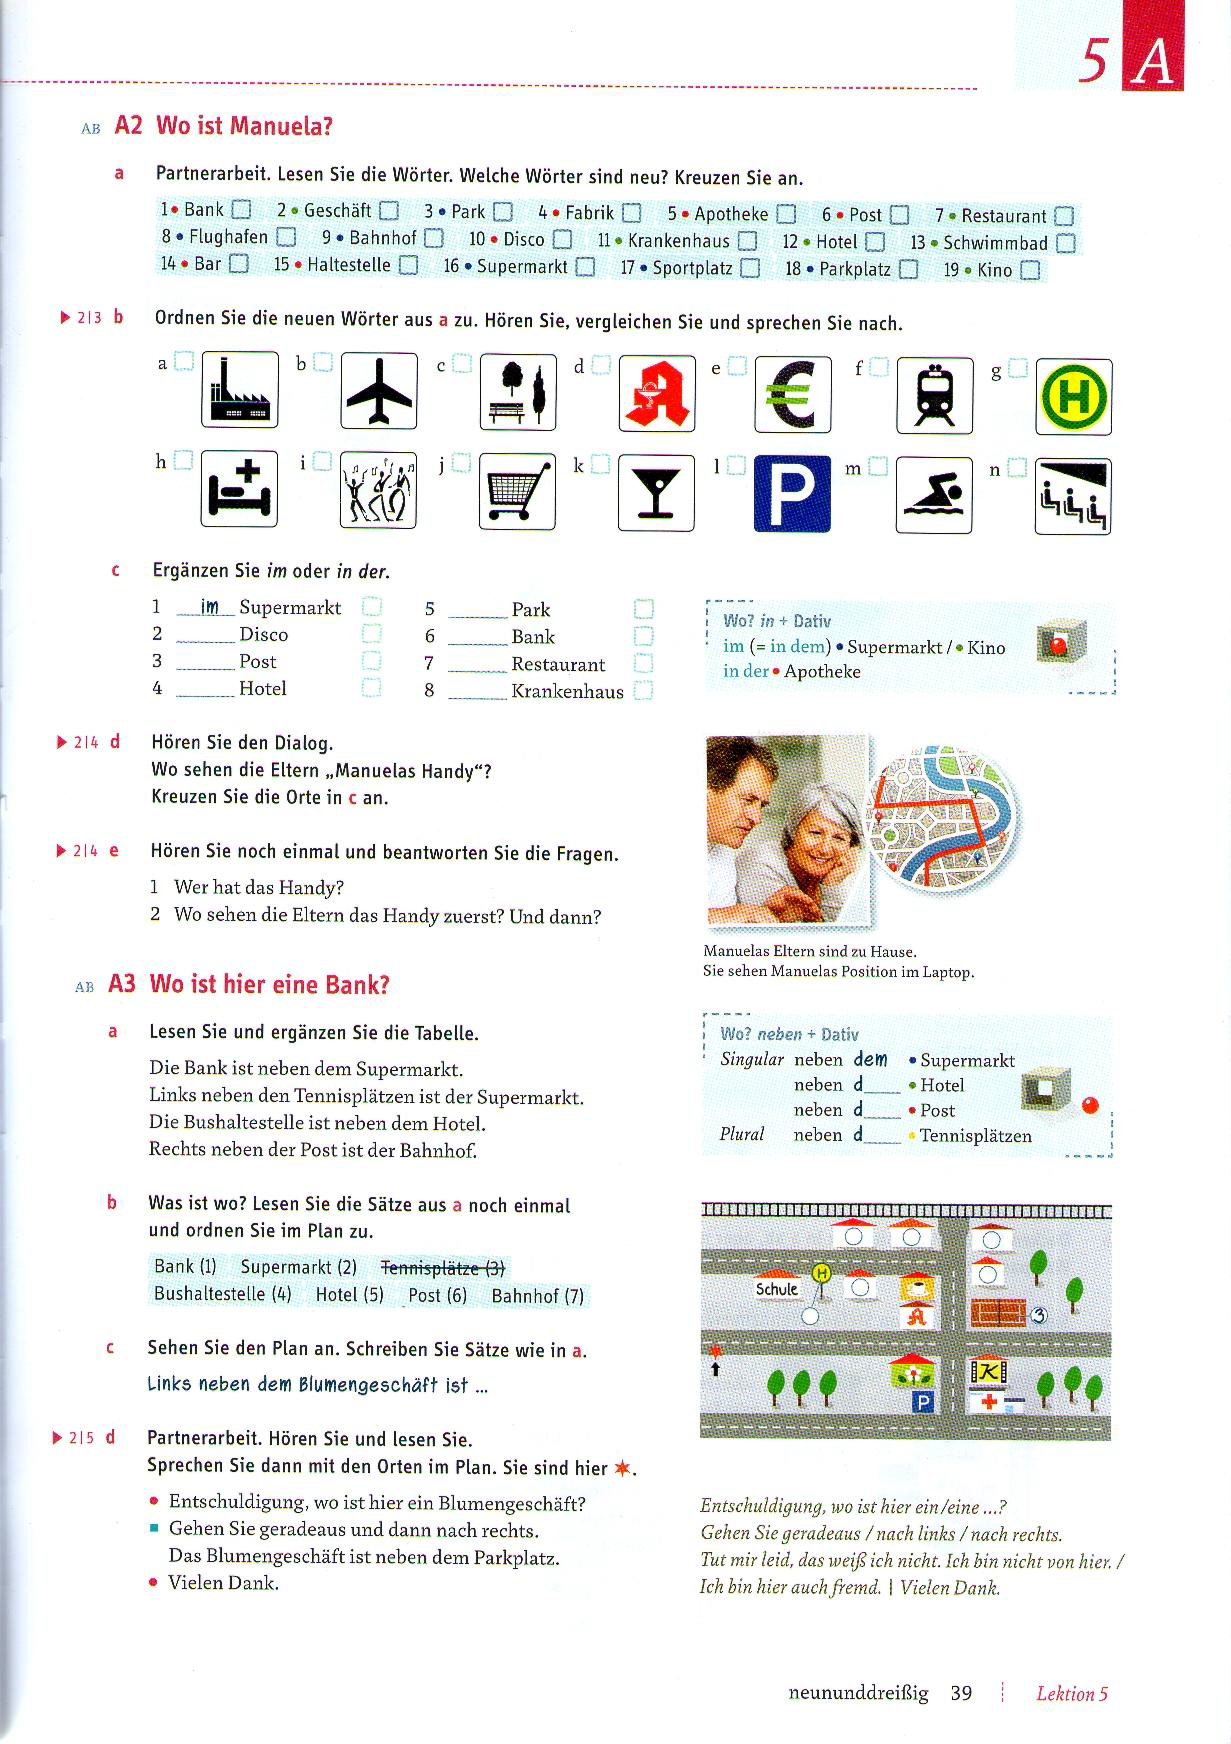 5 A
AB A2 Wo ist Manuela?
a Partnerarbeit. Lesen Sie die Wörter. Welche Wörter sind neu? Kreuzen Sie an.
1 • Bank ☐ 2 • Geschäft ☐ 3 • Park ☐ 4 • Fabrik ☐ 5 • Apotheke ☐ 6 • Post ☐ 7 • Restaurant ☐
8 • Flughafen ☐ 9 • Bahnhof ☐ 10 • Disco ☐ 11 • Krankenhaus ☐ 12 • Hotel ☐ 13 • Schwimmbad ☐
14 • Bar ☐ 15 • Haltestelle ☐ 16 • Supermarkt ☐ 17 • Sportplatz ☐ 18 • Parkplatz ☐ 19 • Kino ☐
▶ 2|3 b Ordnen Sie die neuen Wörter aus a zu. Hören Sie, vergleichen Sie und sprechen Sie nach.
a ☐ b ☐ c ☐ d ☐ A e ☐ € f ☐ g ☐ H
h ☐ i ☐ j ☐ k ☐ l ☐ P m ☐ n ☐
c Ergänzen Sie im oder in der.
1 __im__ Supermarkt ☐ 5 ______ Park ☐
2 ______ Disco ☐ 6 ______ Bank ☐
3 ______ Post ☐ 7 ______ Restaurant ☐
4 ______ Hotel ☐ 8 ______ Krankenhaus ☐
Wo? in + Dativ
im (= in dem) • Supermarkt / • Kino
in der • Apotheke
▶ 2|4 d Hören Sie den Dialog.
Wo sehen die Eltern „Manuelas Handy“?
Kreuzen Sie die Orte in c an.
▶ 2|4 e Hören Sie noch einmal und beantworten Sie die Fragen.
1 Wer hat das Handy?
2 Wo sehen die Eltern das Handy zuerst? Und dann?
Manuelas Eltern sind zu Hause.
Sie sehen Manuelas Position im Laptop.
AB A3 Wo ist hier eine Bank?
a Lesen Sie und ergänzen Sie die Tabelle.
Die Bank ist neben dem Supermarkt.
Links neben den Tennisplätzen ist der Supermarkt.
Die Bushaltestelle ist neben dem Hotel.
Rechts neben der Post ist der Bahnhof.
Wo? neben + Dativ
Singular neben dem • Supermarkt
neben d____ • Hotel
neben d____ • Post
Plural neben d____ • Tennisplätzen
b Was ist wo? Lesen Sie die Sätze aus a noch einmal
und ordnen Sie im Plan zu.
Bank (1) Supermarkt (2) Tennisplätze (3)
Bushaltestelle (4) Hotel (5) Post (6) Bahnhof (7)
Schule H A 3
K
P
c Sehen Sie den Plan an. Schreiben Sie Sätze wie in a.
Links neben dem Blumengeschäft ist ...
▶ 2|5 d Partnerarbeit. Hören Sie und lesen Sie.
Sprechen Sie dann mit den Orten im Plan. Sie sind hier ✶.
• Entschuldigung, wo ist hier ein Blumengeschäft?
▪ Gehen Sie geradeaus und dann nach rechts.
Das Blumengeschäft ist neben dem Parkplatz.
• Vielen Dank.
Entschuldigung, wo ist hier ein/eine ...?
Gehen Sie geradeaus / nach links / nach rechts.
Tut mir leid, das weiß ich nicht. Ich bin nicht von hier. /
Ich bin hier auch fremd. | Vielen Dank.
neununddreißig 39 Lektion 5